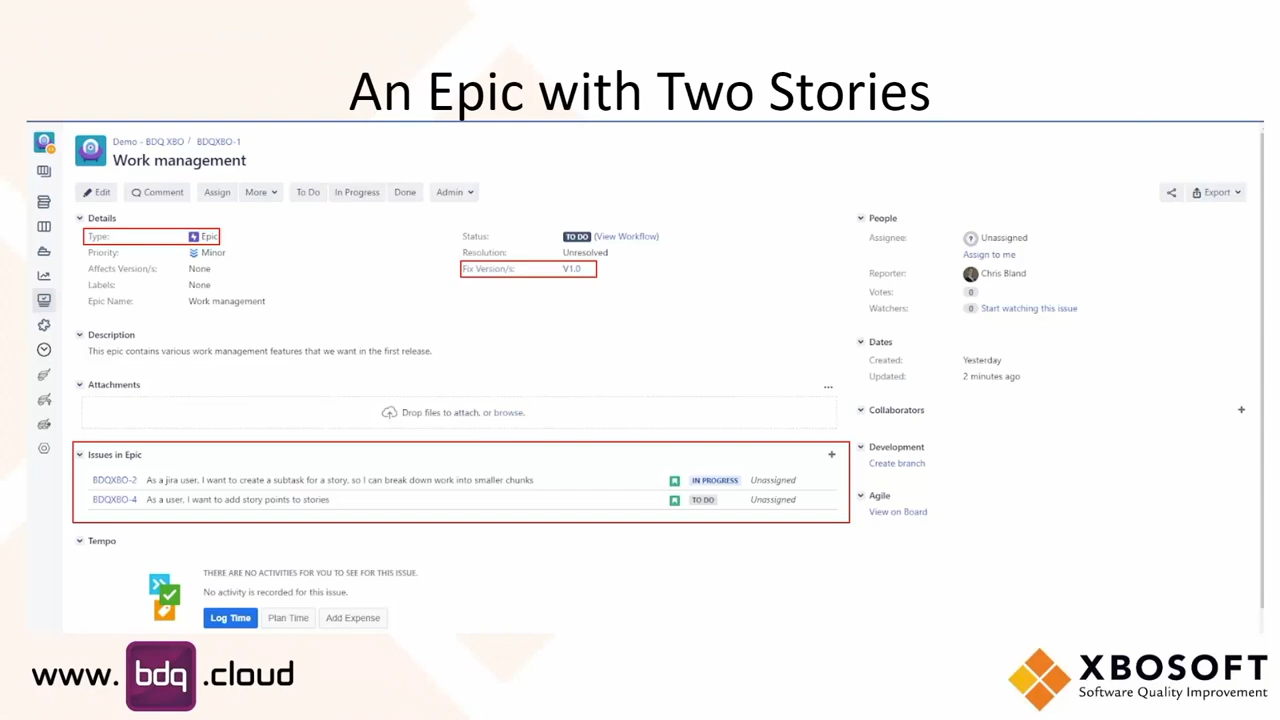 An Epic with Two Stories
Demo - BDQ XBO / BDQXBO-1
Work management
Edit Comment Assign More To Do In Progress Done Admin Export
Details
Type: Epic
Priority: Minor
Affects Version/s: None
Labels: None
Epic Name: Work management
Status: TO DO (View Workflow)
Resolution: Unresolved
Fix Version/s: V1.0
Description
This epic contains various work management features that we want in the first release.
Attachments
...
Drop files to attach, or browse.
Issues in Epic +
BDQXBO-2 As a jira user, I want to create a subtask for a story, so I can break down work into smaller chunks IN PROGRESS Unassigned
BDQXBO-4 As a user, I want to add story points to stories TO DO Unassigned
Tempo
THERE ARE NO ACTIVITIES FOR YOU TO SEE FOR THIS ISSUE.
No activity is recorded for this issue.
Log Time Plan Time Add Expense
People
Assignee: ? Unassigned
Assign to me
Reporter: Chris Bland
Votes: 0
Watchers: 0 Start watching this issue
Dates
Created: Yesterday
Updated: 2 minutes ago
Collaborators +
Development
Create branch
Agile
View on Board
www.bdq.cloud
XBOSOFT
Software Quality Improvement